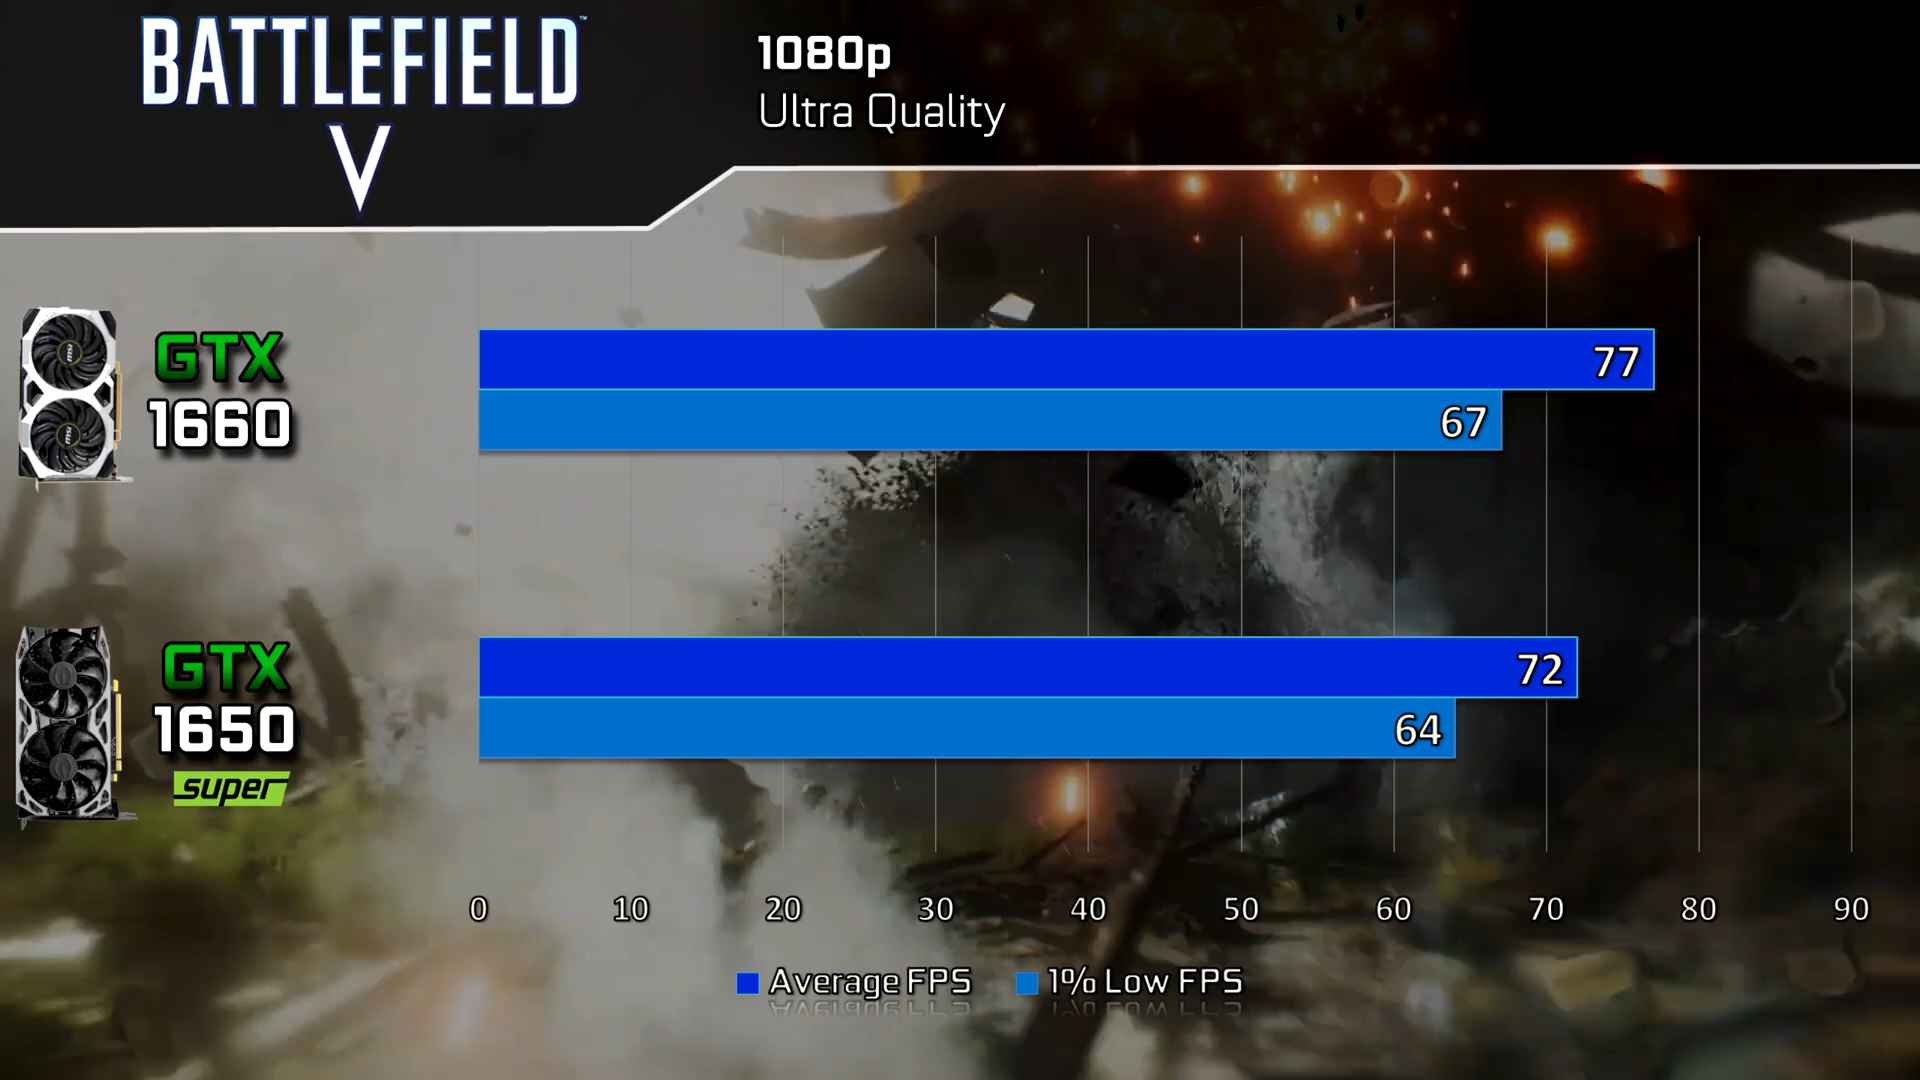 BATTLEFIELD™
V
1080p
Ultra Quality
GTX
1660
77
67
GTX
1650
super
72
64
0 10 20 30 40 50 60 70 80 90
Average FPS 1% Low FPS